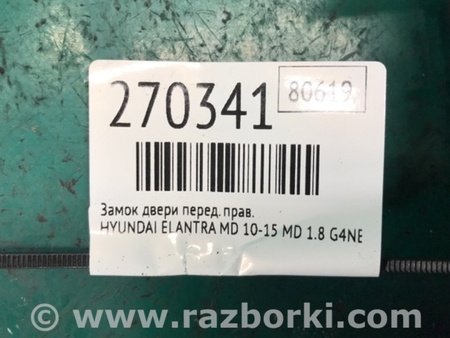 270341
80619
Замок двери перед. прав.
HYUNDAI ELANTRA MD 10-15 MD 1.8 G4NE
© www.razborki.com